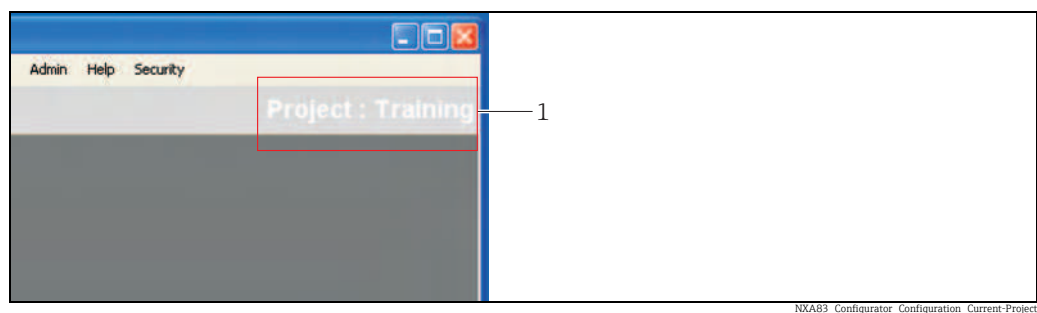 Admin Help Security
Project : Training
1
NXA83_Configurator_Configuration_Current-Project